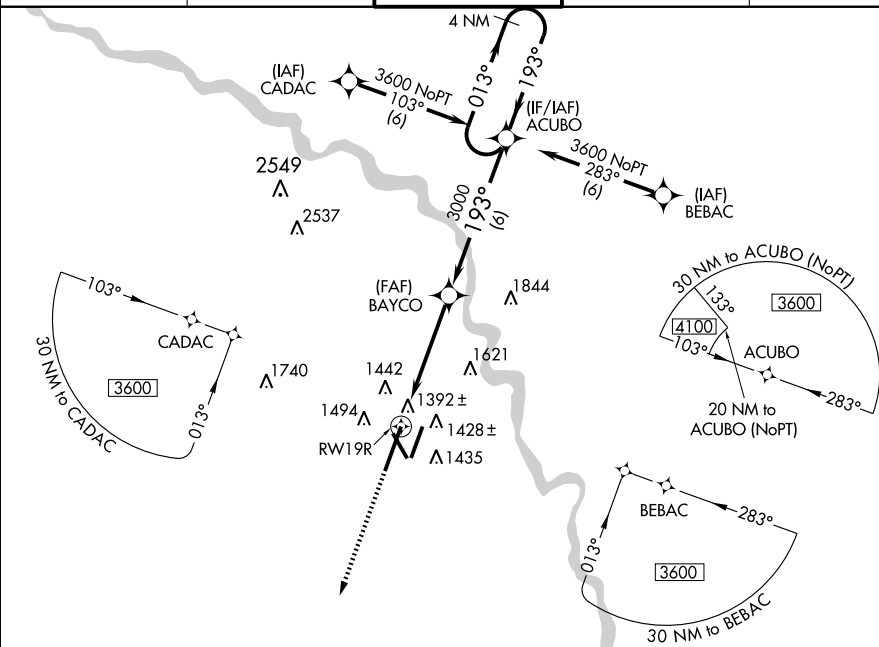 4 NM
013°
193°
(IAF)
CADAC
3600 NoPT
103°
(6)
(IF/IAF)
ACUBO
3600 NoPT
283°
(6)
(IAF)
BEBAC
2549
2537
3000
193°
(6)
(FAF)
BAYCO
1844
103°
CADAC
3600
013°
30 NM to CADAC
30 NM to ACUBO (NoPT)
133°
3600
4100
103°
ACUBO
283°
20 NM to
ACUBO (NoPT)
1740
1442
1621
1392 ±
1494
1428 ±
RW19R
1435
BEBAC
283°
013°
3600
30 NM to BEBAC